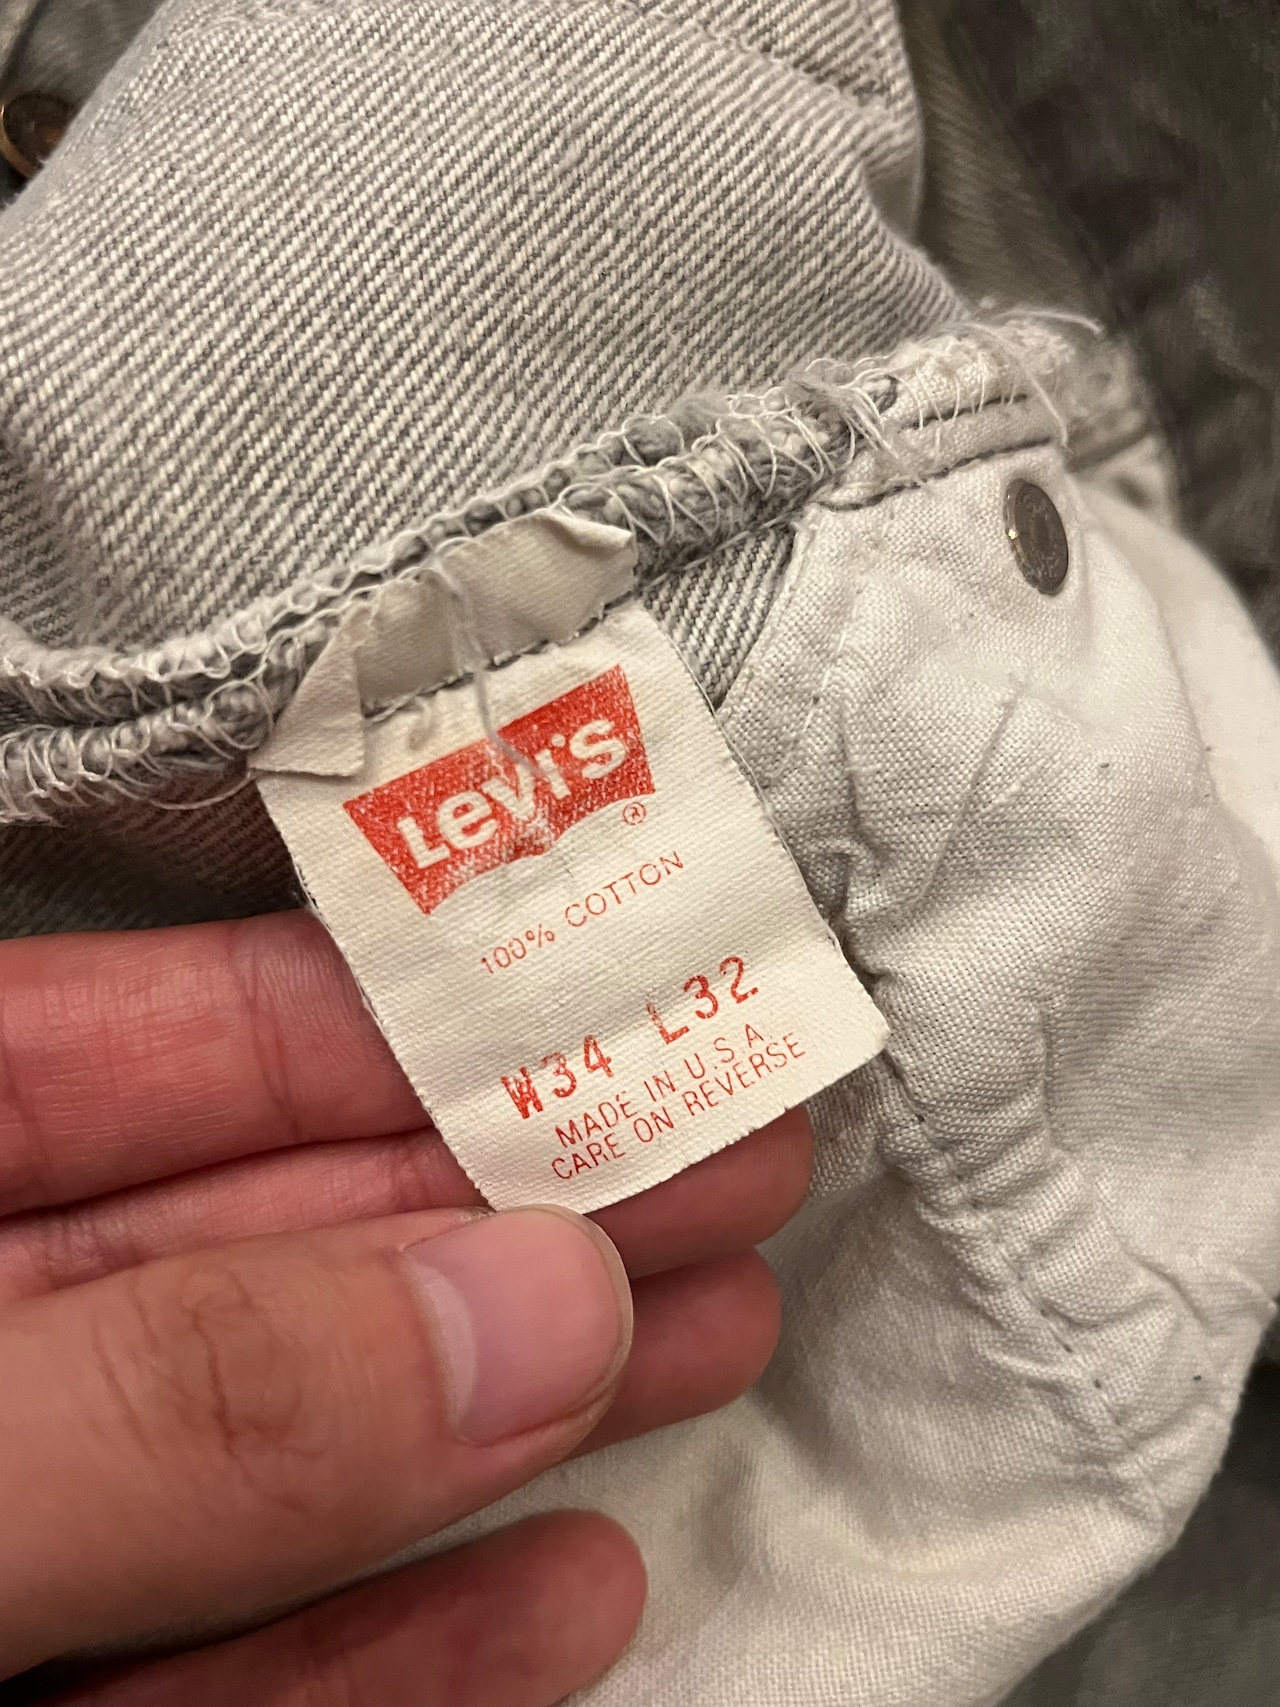 Levi's ®
100% COTTON
W34 L32
MADE IN U.S.A.
CARE ON REVERSE